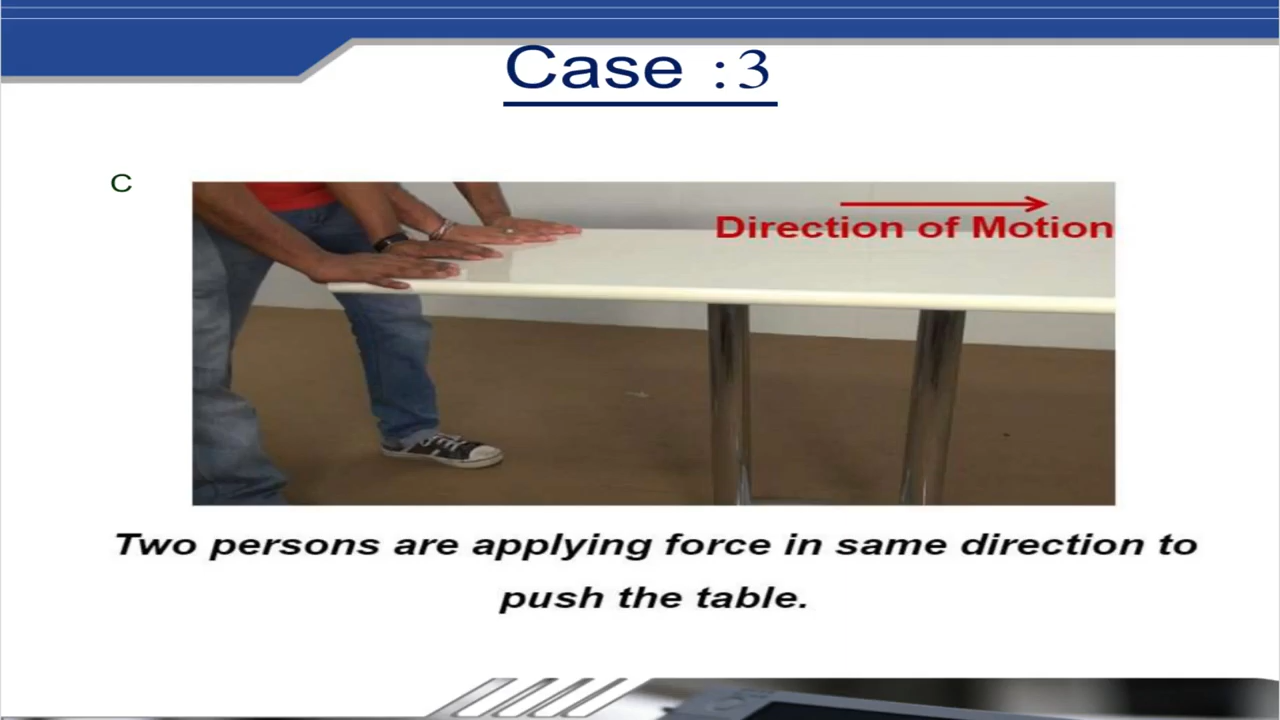 Case :3
C
Direction of Motion
Two persons are applying force in same direction to
push the table.